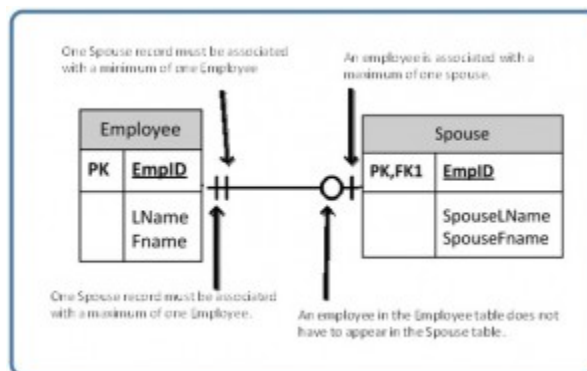 One Spouse record must be associated
with a minimum of one Employee
An employee is associated with a
maximum of one spouse.
Employee
PK EmpID
LName
Fname
Spouse
PK,FK1 EmpID
SpouseLName
SpouseFname
One Spouse record must be associated
with a maximum of one Employee.
An employee in the Employee table does not
have to appear in the Spouse table.